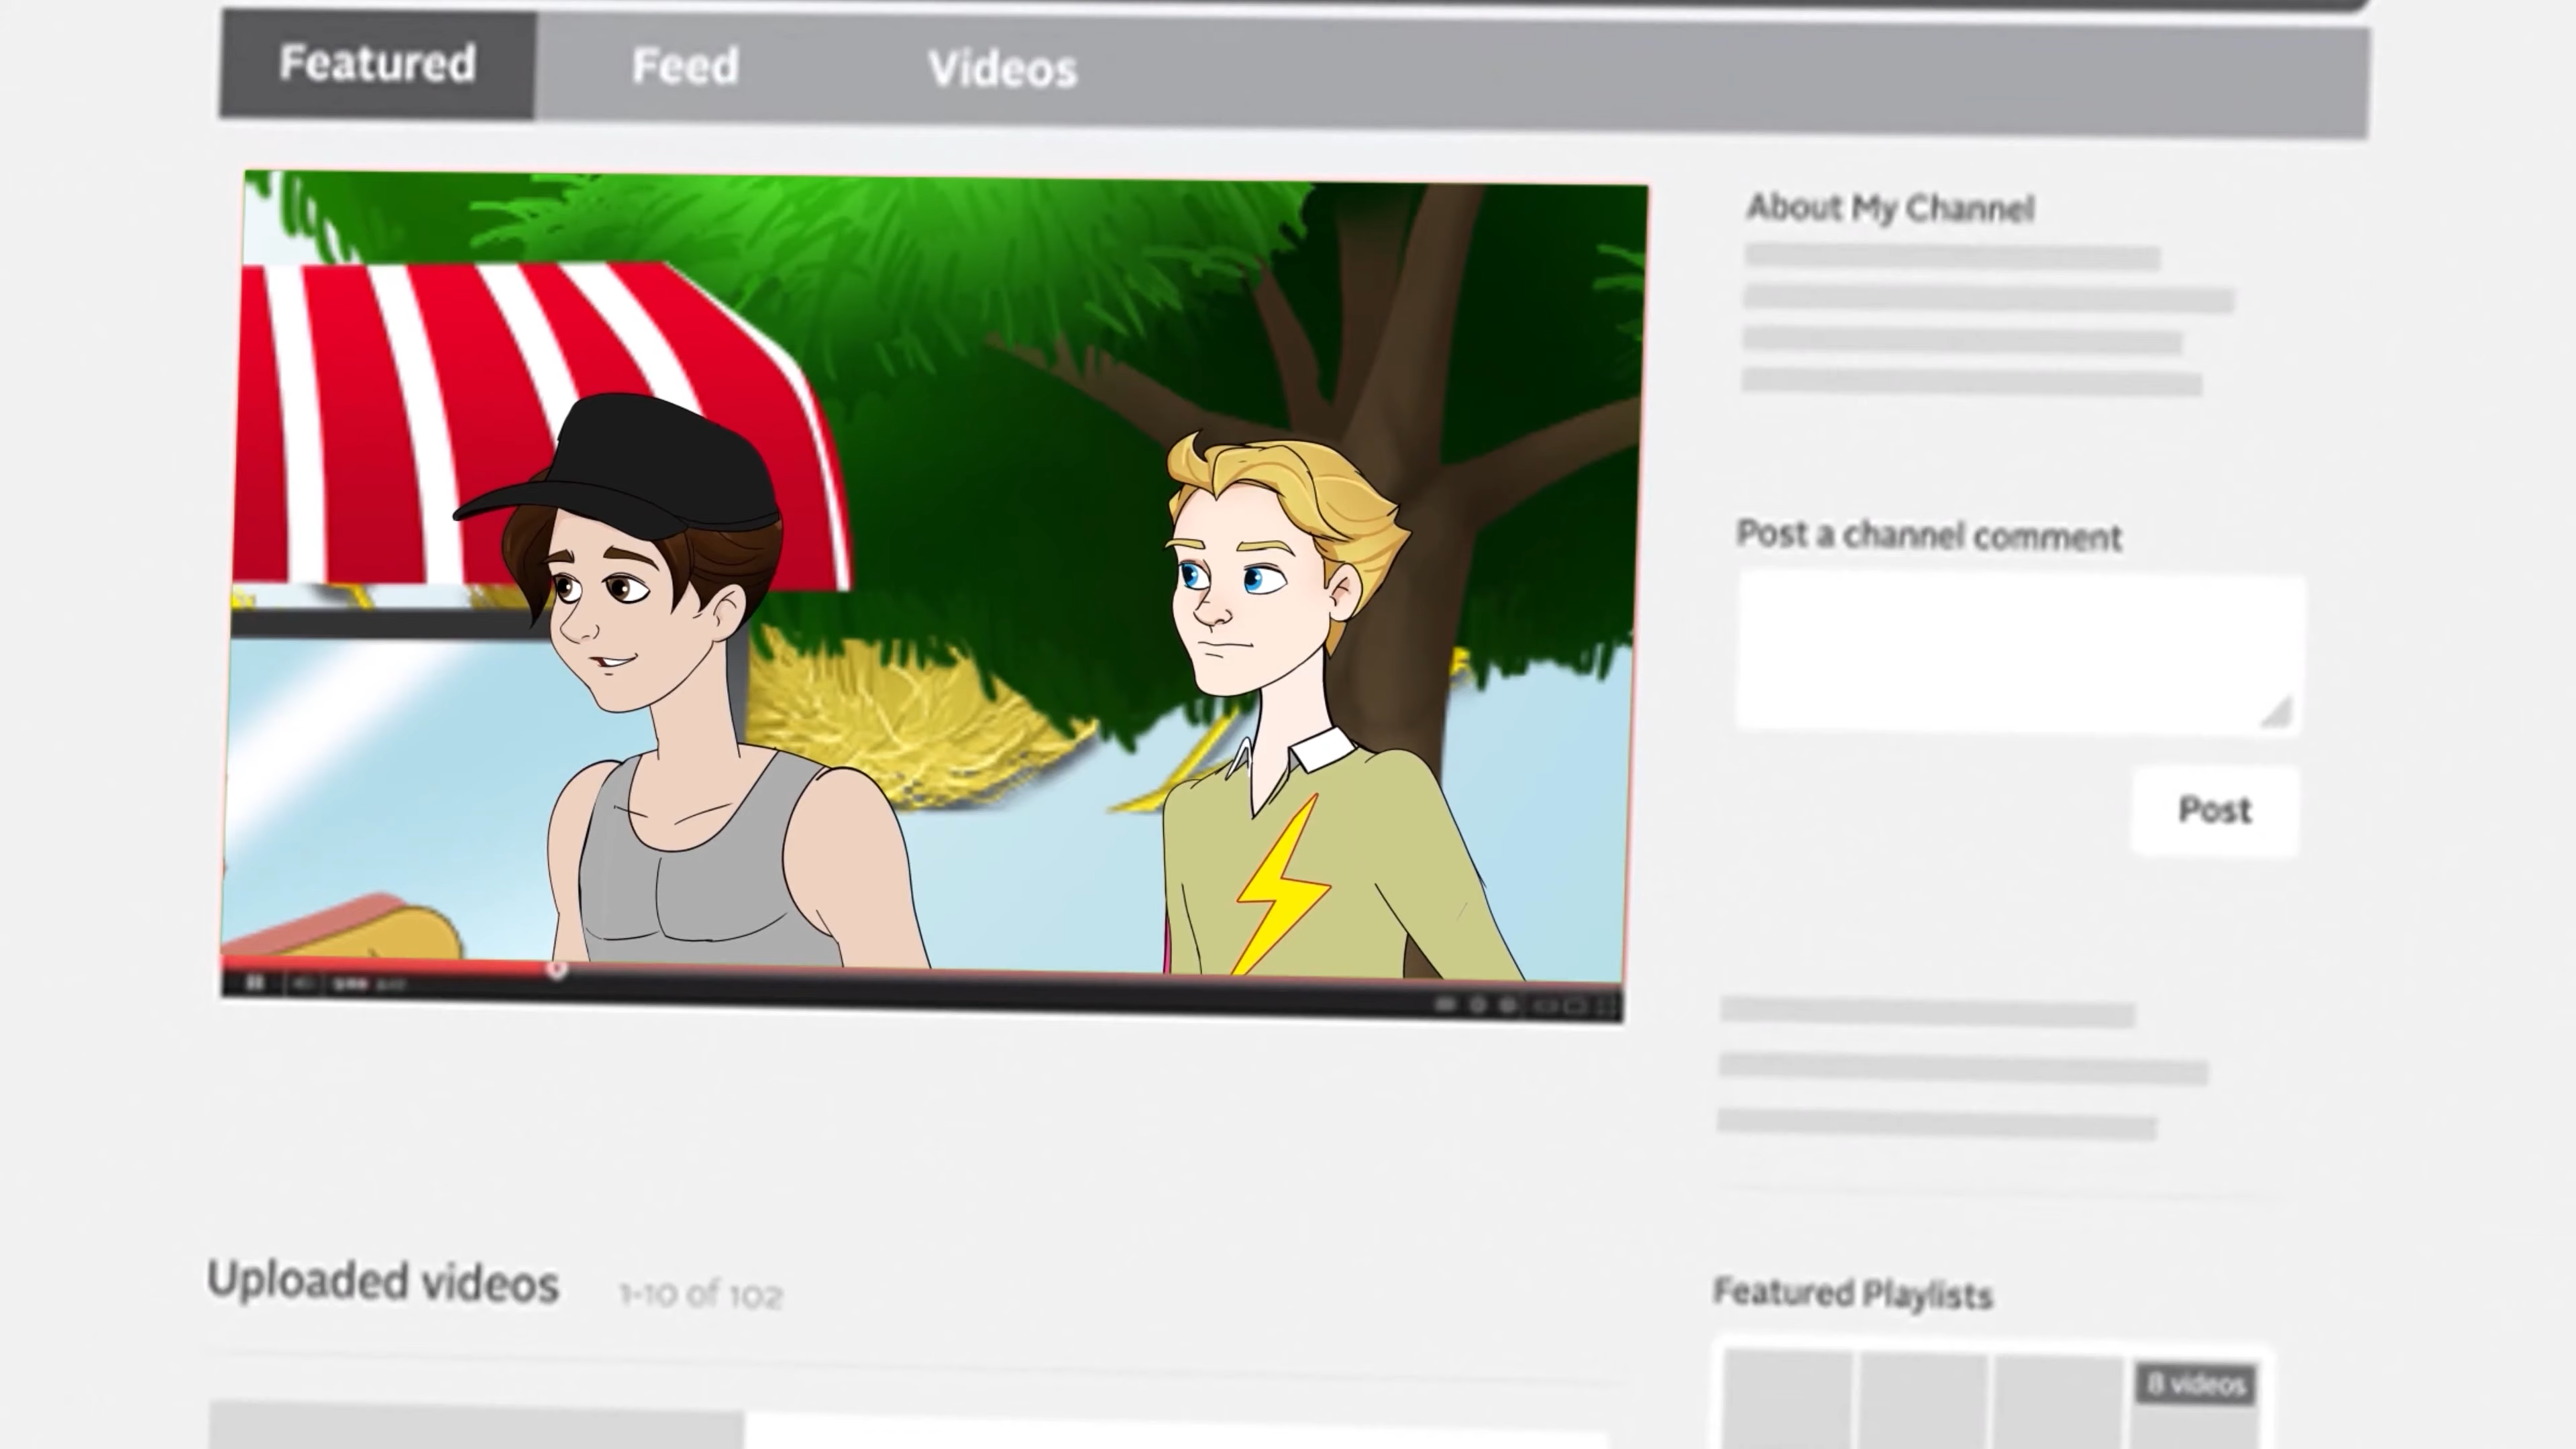 Featured Feed Videos
About My Channel
Post a channel comment
Post
Uploaded videos 1-10 of 102
Featured Playlists
8 videos